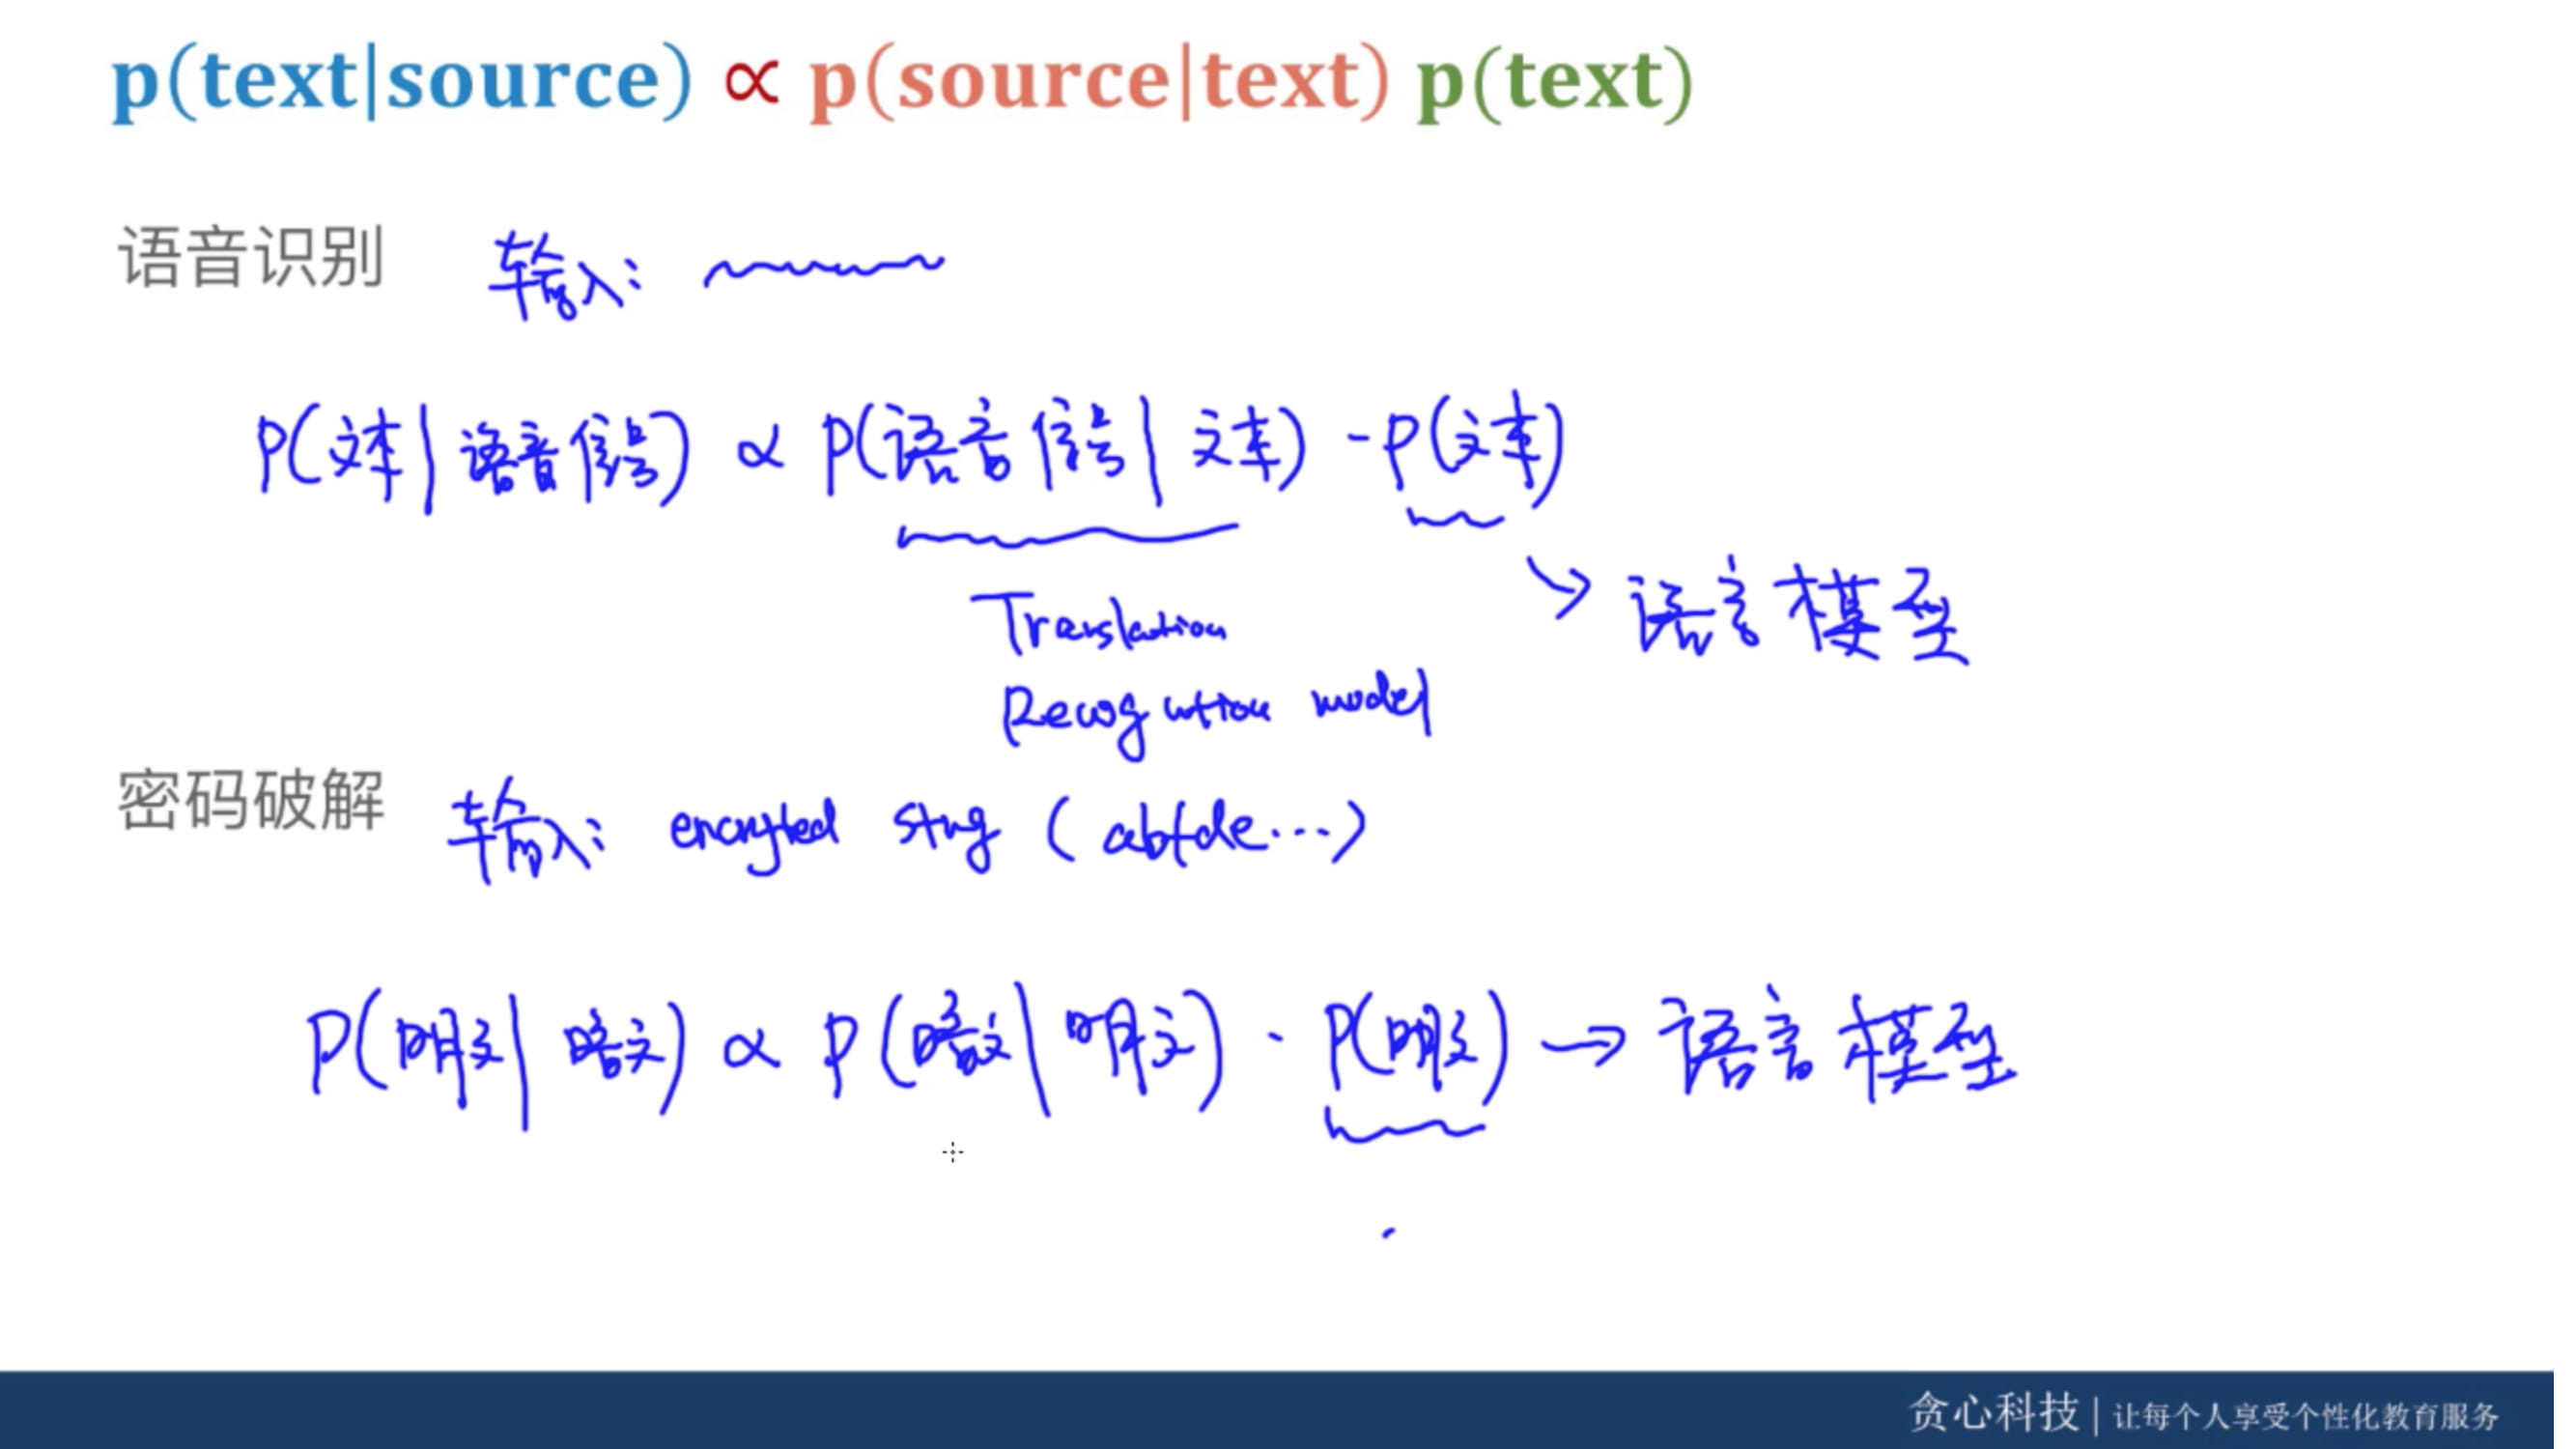 p(text|source) ∝ p(source|text) p(text)
语音识别 输入:
P(文本|语音信号) ∝ P(语音信号|文本) · P(文本)
Translation → 语言模型
Recognition model
密码破解 输入: encrypted string (abfde...)
P(明文|暗文) ∝ P(暗文|明文) · P(明文) → 语言模型
贪心科技 | 让每个人享受个性化教育服务